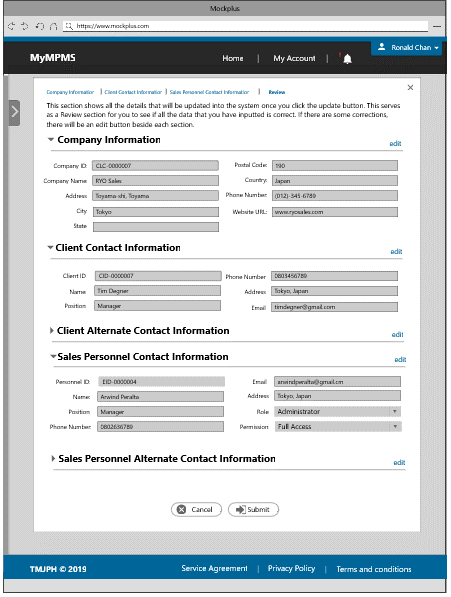 Mockplus
https://www.mockplus.com
Ronald Chan
MyMPMS
Home | My Account |
Company Information | Client Contact Information | Sales Personnel Contact Information | Review
This section shows all the details that will be updated into the system once you click the update button. This serves
as a Review section for you to see if all the data that you have inputted is correct. If there are some corrections,
there will be an edit button beside each section.
Company Information
edit
Company ID: CLC-0000007
Postal Code: 190
Company Name RYO Sales
Country: Japan
Address Toyama-shi, Toyama
Phone Number: (012)-345-6789
City Tokyo
Website URL: www.ryosales.com
State
Client Contact Information
edit
Client ID CID-0000007
Phone Number 0803456789
Name: Tim Degner
Address Tokyo, Japan
Position Manager
Email timdegner@gmail.com
Client Alternate Contact Information
edit
Sales Personnel Contact Information
edit
Personnel ID: EID-0000004
Email arwindperalta@gmail.cm
Name: Arwind Peralta
Address Tokyo, Japan
Position: Manager
Role Administrator
Phone Number: 0802636789
Permission: Full Access
Sales Personnel Alternate Contact Information
edit
Cancel
Submit
TMJPH © 2019
Service Agreement | Privacy Policy | Terms and conditions